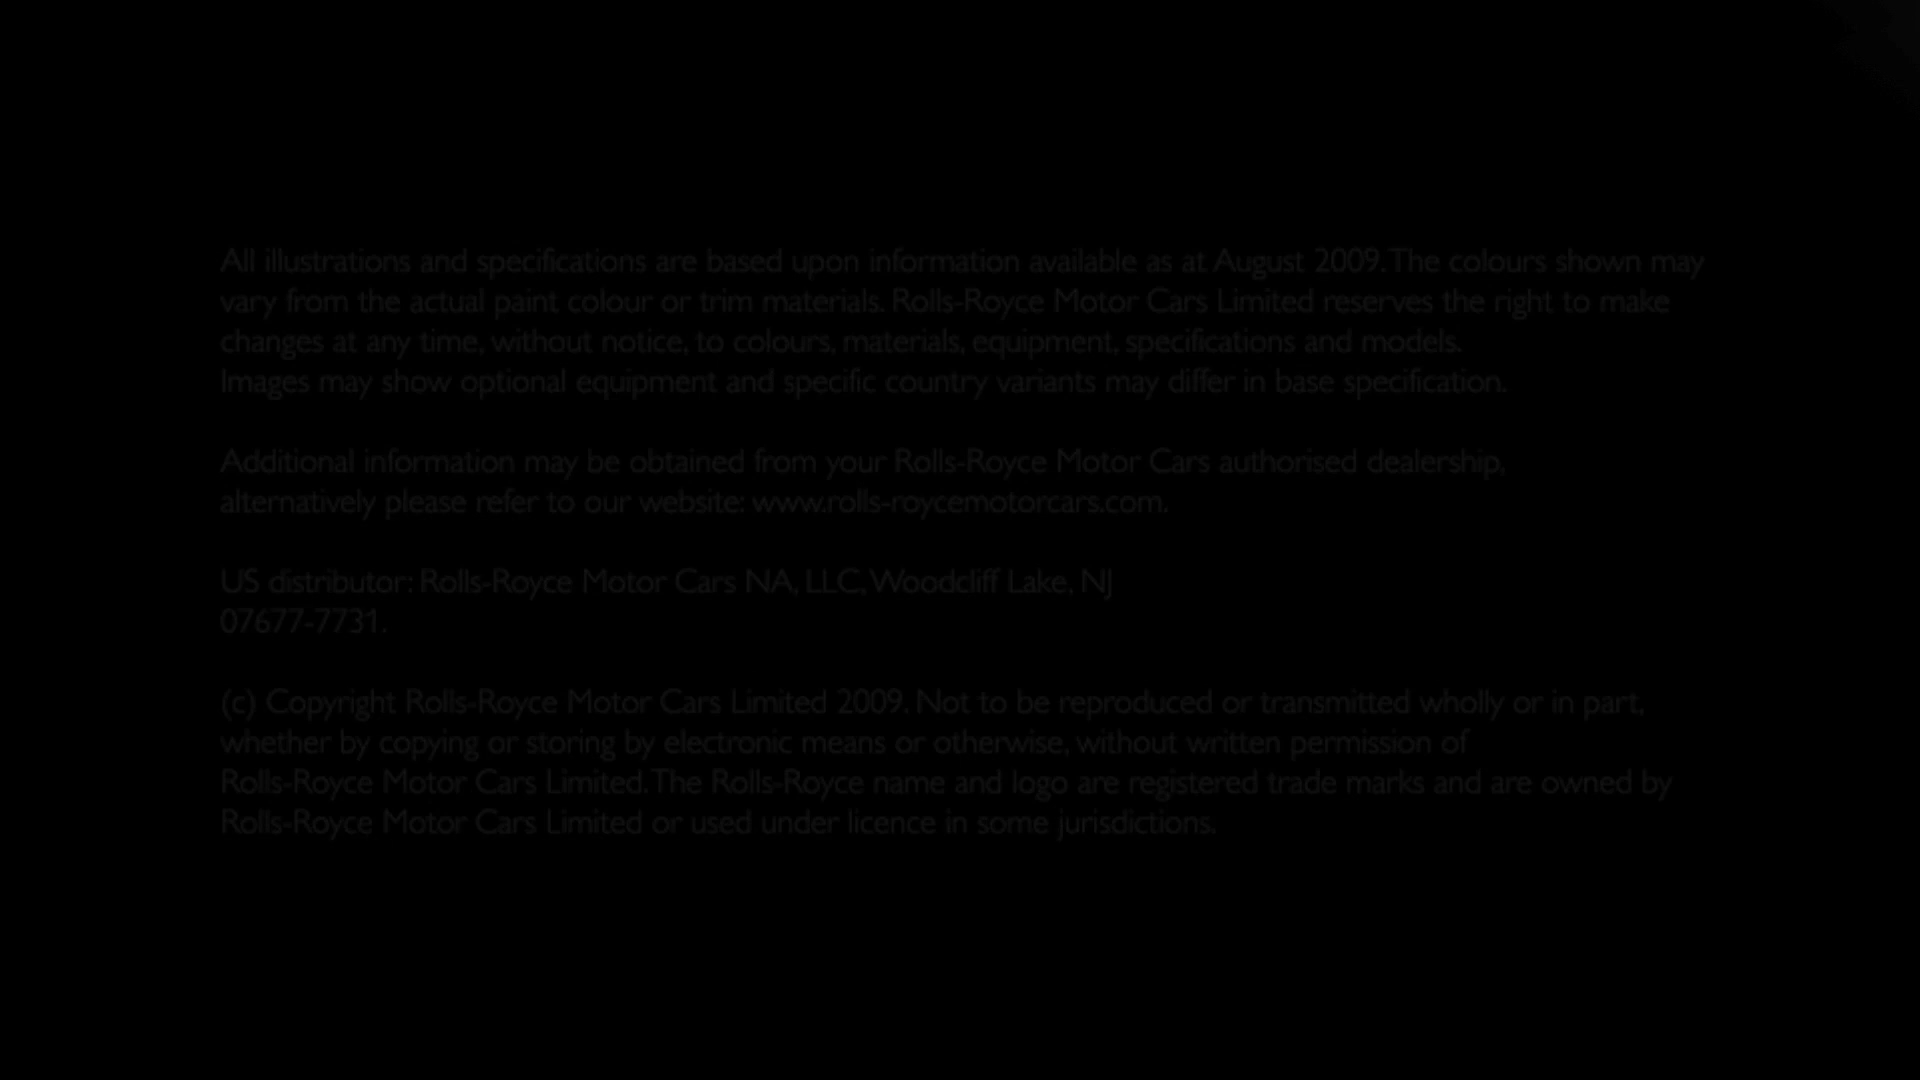 All illustrations and specifications are based upon information available as at August 2009. The colours shown may
vary from the actual paint colour or trim materials. Rolls-Royce Motor Cars Limited reserves the right to make
changes at any time, without notice, to colours, materials, equipment, specifications and models.
Images may show optional equipment and specific country variants may differ in base specification.
Additional information may be obtained from your Rolls-Royce Motor Cars authorised dealership,
alternatively please refer to our website: www.rolls-roycemotorcars.com.
US distributor: Rolls-Royce Motor Cars NA, LLC, Woodcliff Lake, NJ
07677-7731.
(c) Copyright Rolls-Royce Motor Cars Limited 2009. Not to be reproduced or transmitted wholly or in part,
whether by copying or storing by electronic means or otherwise, without written permission of
Rolls-Royce Motor Cars Limited. The Rolls-Royce name and logo are registered trade marks and are owned by
Rolls-Royce Motor Cars Limited or used under licence in some jurisdictions.